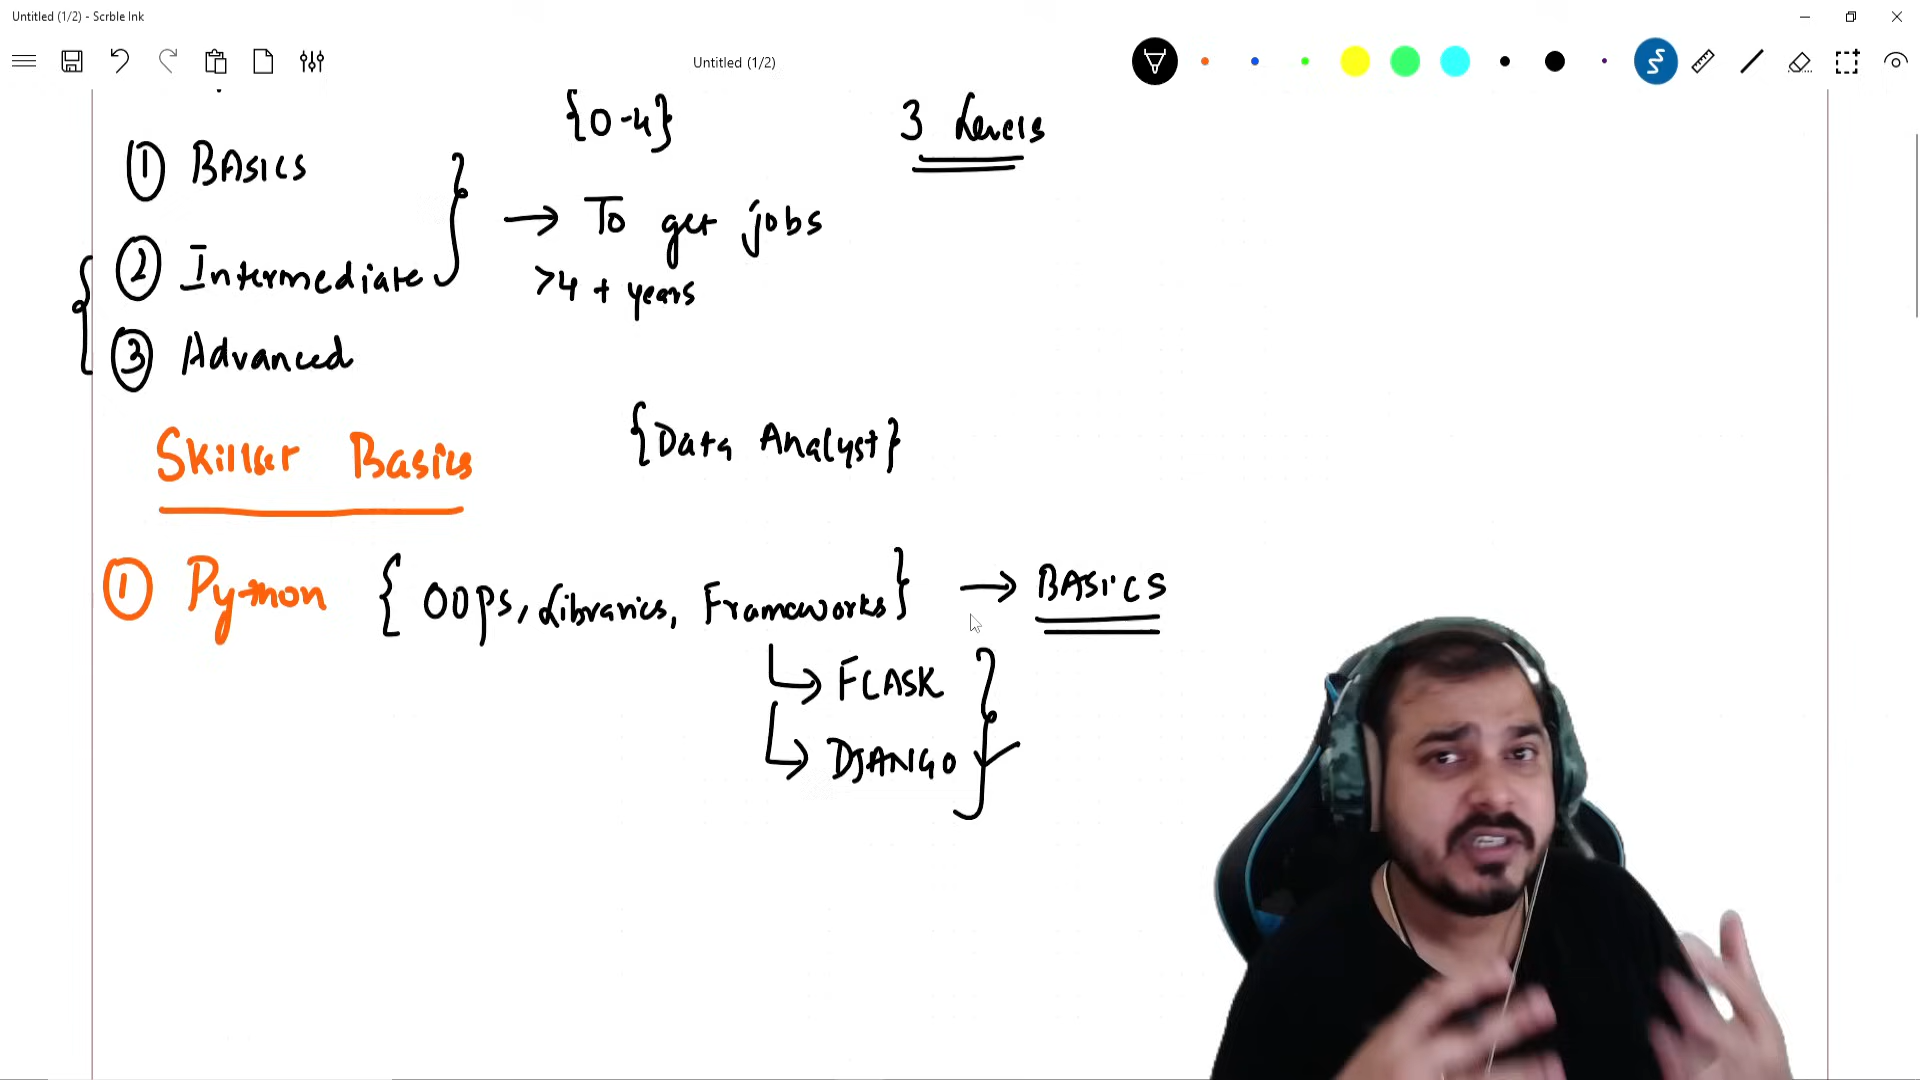 Untitled (1/2) - Scrble Ink
Untitled (1/2)
{0-4}
3 Levels
① BASICS
→ To get jobs
② Intermediate
>4 + years
③ Advanced
{Data Analyst}
Skillset Basics
① Python { OOPS, Libraries, Frameworks} → BASICS
FLASK
DJANGO